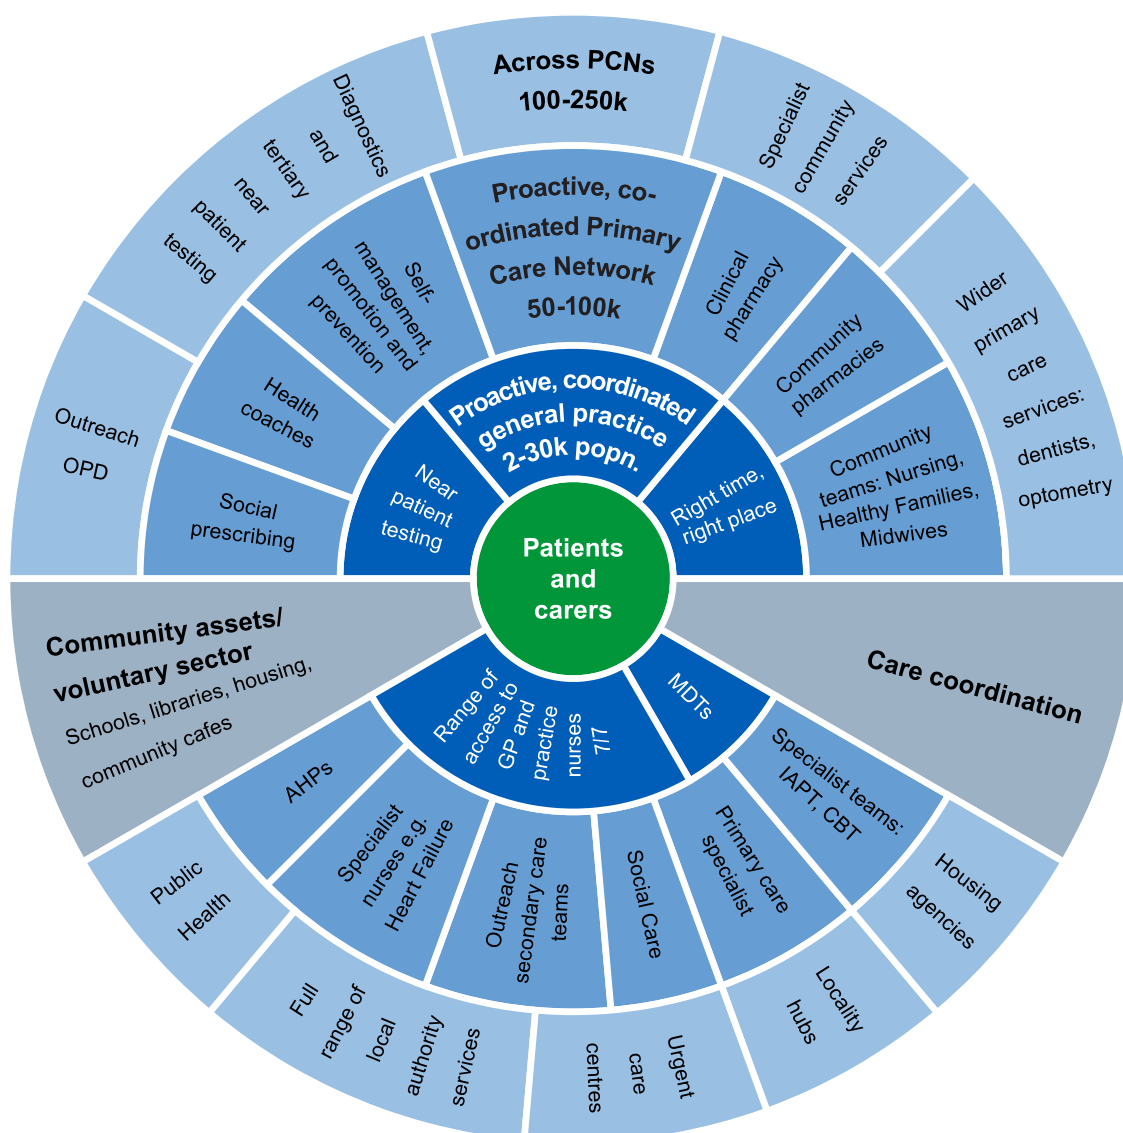 Across PCNs
100-250k
Specialist
community
services
Wider
primary
care
services:
dentists,
optometry
Diagnostics
and
tertiary
near
patient
testing
Outreach
OPD
Proactive, co-
ordinated Primary
Care Network
50-100k
Clinical
pharmacy
Community
pharmacies
Community
teams: Nursing,
Healthy Families,
Midwives
Self-
management,
promotion and
prevention
Health
coaches
Social
prescribing
Proactive, coordinated
general practice
2-30k popn.
Near
patient
testing
Right time,
right place
Patients
and
carers
Community assets/
voluntary sector
Schools, libraries, housing,
community cafes
Care coordination
Range of
access to
GP and
practice
nurses
7/7
MDTs
AHPs
Specialist
nurses e.g.
Heart Failure
Outreach
secondary care
teams
Social Care
Primary care
specialist
Specialist teams:
IAPT, CBT
Public
Health
Full
range of
local
authority
services
Urgent
care
centres
Locality
hubs
Housing
agencies